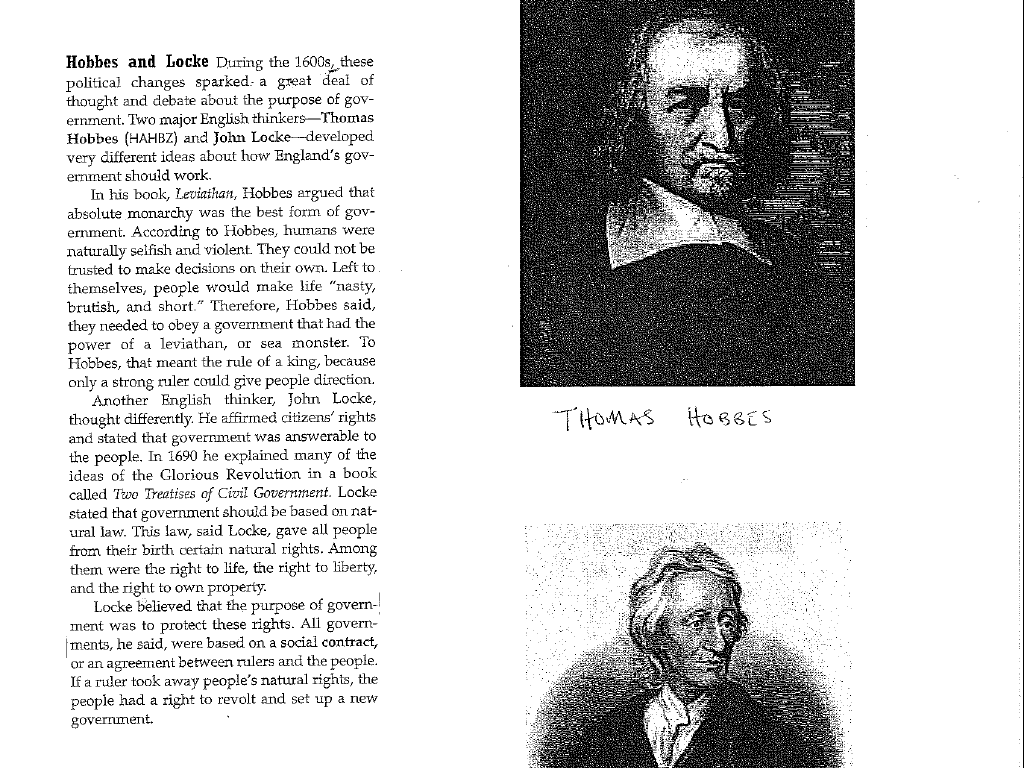 Hobbes and Locke During the 1600s, these
political changes sparked a great deal of
thought and debate about the purpose of gov-
ernment. Two major English thinkers—Thomas
Hobbes (HAHBZ) and John Locke—developed
very different ideas about how England's gov-
ernment should work.
In his book, Leviathan, Hobbes argued that
absolute monarchy was the best form of gov-
ernment. According to Hobbes, humans were
naturally selfish and violent. They could not be
trusted to make decisions on their own. Left to
themselves, people would make life "nasty,
brutish, and short." Therefore, Hobbes said,
they needed to obey a government that had the
power of a leviathan, or sea monster. To
Hobbes, that meant the rule of a king, because
only a strong ruler could give people direction.
Another English thinker, John Locke,
thought differently. He affirmed citizens' rights
and stated that government was answerable to
the people. In 1690 he explained many of the
ideas of the Glorious Revolution in a book
called Two Treatises of Civil Government. Locke
stated that government should be based on nat-
ural law. This law, said Locke, gave all people
from their birth certain natural rights. Among
them were the right to life, the right to liberty,
and the right to own property.
Locke believed that the purpose of govern-
ment was to protect these rights. All govern-
ments, he said, were based on a social contract,
or an agreement between rulers and the people.
If a ruler took away people's natural rights, the
people had a right to revolt and set up a new
government.
THOMAS HOBBES